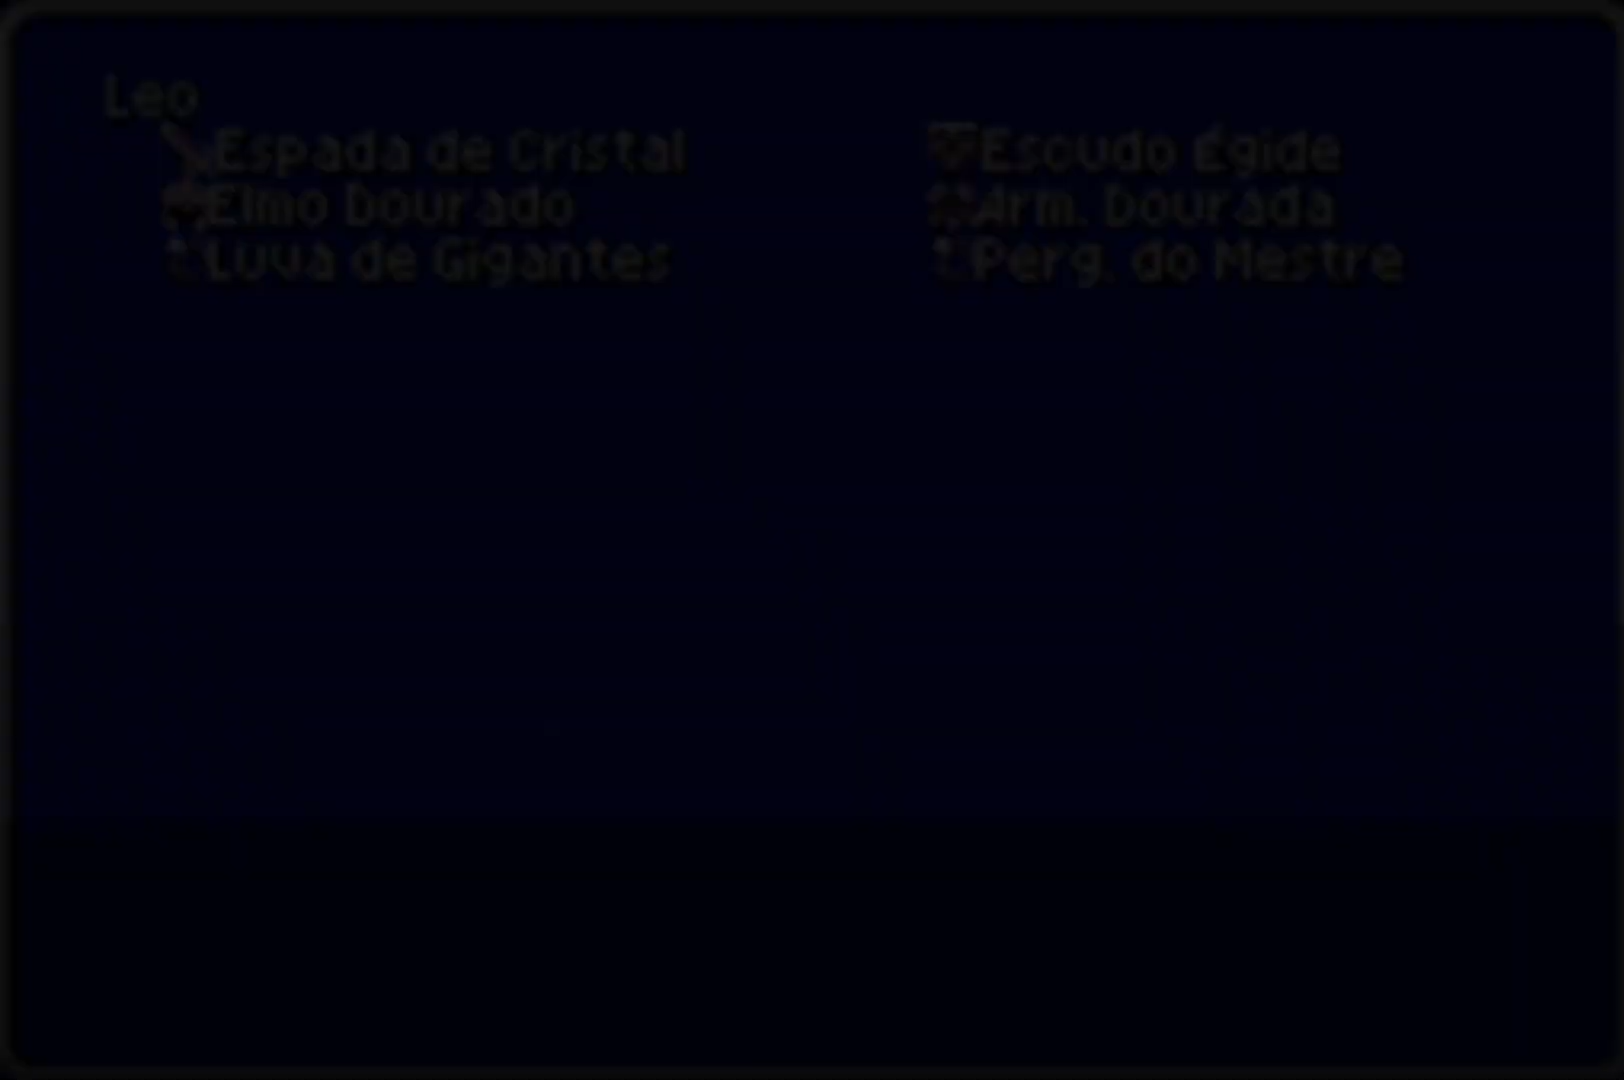 Leo
Espada de Cristal Escudo Égide
Elmo Dourado Arm. Dourada
Luva de Gigantes Perg. do Mestre